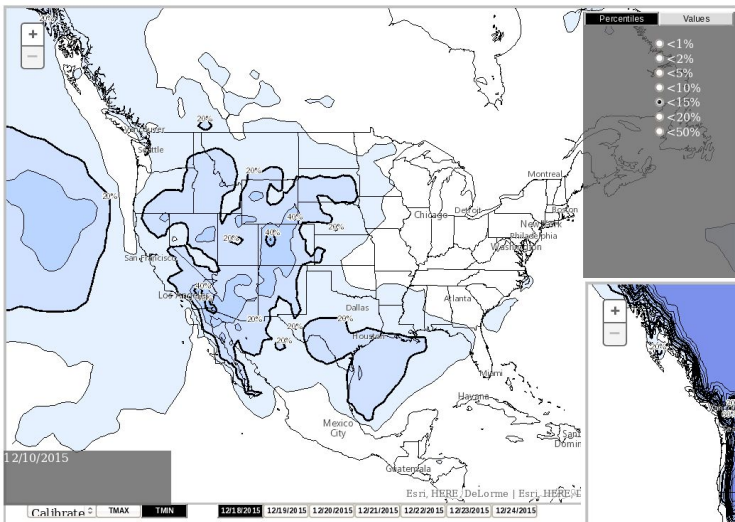 Percentiles Values
<1%
<2%
<5%
<10%
<15%
<20%
<50%
+
−
20%
Vancouver
Seattle
20%
20%
40%
20%
20%
40%
San Francisco
40%
Los Angeles
20%
20%
20%
20%
Montreal
Boston
Detroit
Chicago
New York
Philadelphia
Washington
Atlanta
Dallas
Houston
Miami
Havana
Mexico
City
Guatemala
Santo
Domin
+
−
12/10/2015
Esri, HERE, DeLorme | Esri, HERE, D
Calibrate TMAX TMIN 12/18/2015 12/19/2015 12/20/2015 12/21/2015 12/22/2015 12/23/2015 12/24/2015